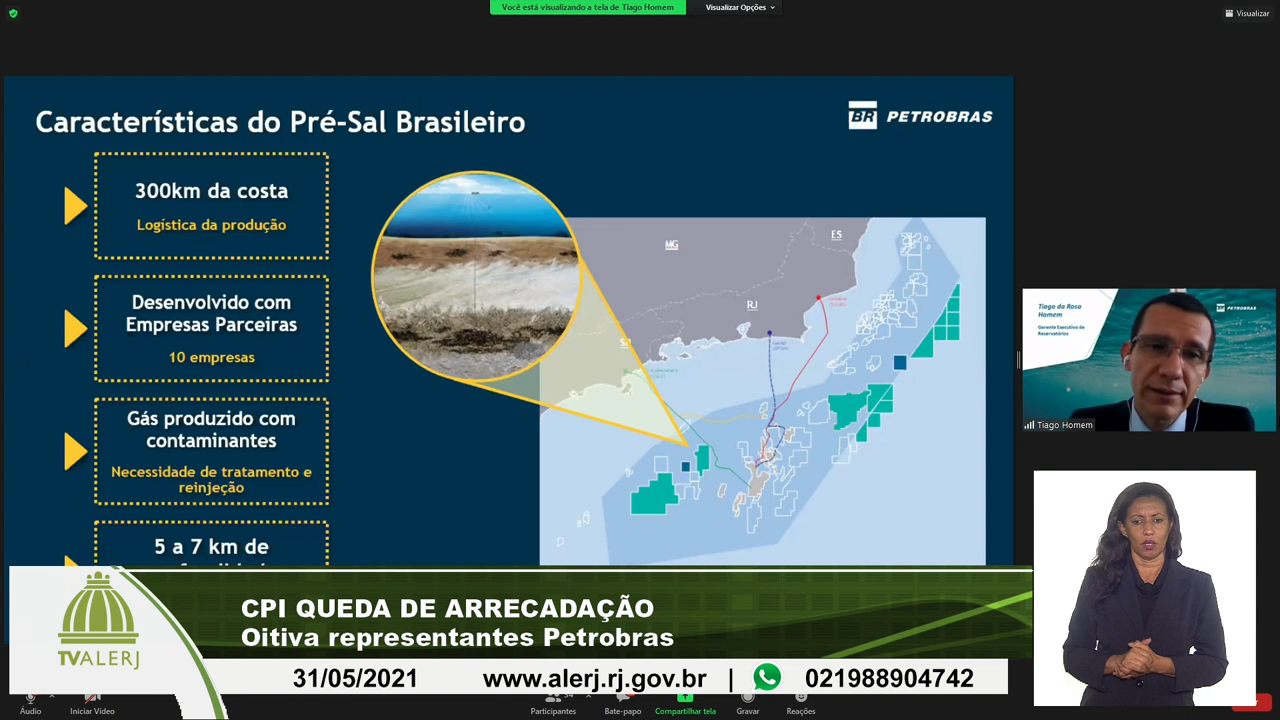 Você está visualizando a tela de Tiago Homem
Visualizar Opções
Visualizar
Características do Pré-Sal Brasileiro
BR PETROBRAS
300km da costa
Logística da produção
Desenvolvido com
Empresas Parceiras
10 empresas
Gás produzido com
contaminantes
Necessidade de tratamento e
reinjeção
5 a 7 km de
MG
ES
RJ
Tiago da Rosa
Homem
Gerente Executivo de
Reservatórios
PETROBRAS
Tiago Homem
TVALERJ
CPI QUEDA DE ARRECADAÇÃO
Oitiva representantes Petrobras
31/05/2021
www.alerj.rj.gov.br | 021988904742
Áudio
Iniciar Vídeo
Participantes
Bate-papo
Compartilhar tela
Gravar
Reações